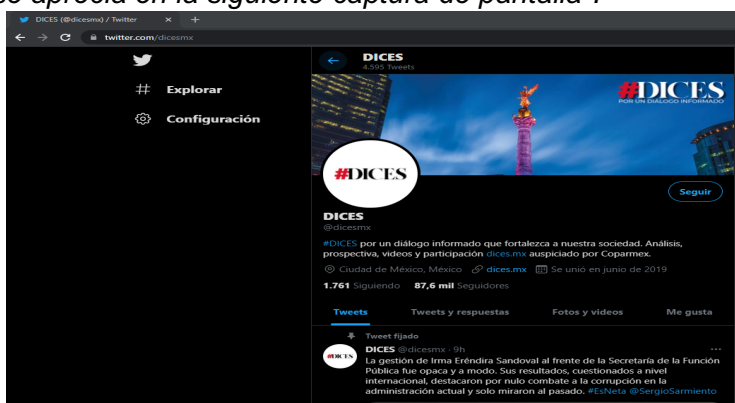 se aprecia en la siguiente captura de pantalla 1
DICES (@dicesmx) / Twitter
twitter.com/dicesmx
DICES
4.595 Tweets
Explorar
Configuración
#DICES
POR UN DIÁLOGO INFORMADO
#DICES
Seguir
DICES
@dicesmx
#DICES por un diálogo informado que fortalezca a nuestra sociedad. Análisis,
prospectiva, videos y participación dices.mx auspiciado por Coparmex.
Ciudad de México, México dices.mx Se unió en junio de 2019
1.761 Siguiendo 87,6 mil Seguidores
Tweets Tweets y respuestas Fotos y videos Me gusta
Tweet fijado
#DICES
DICES @dicesmx · 9h
La gestión de Irma Eréndira Sandoval al frente de la Secretaría de la Función
Pública fue opaca y a modo. Sus resultados, cuestionados a nivel
internacional, destacaron por nulo combate a la corrupción en la
administración actual y solo miraron al pasado. #EsNeta @SergioSarmiento